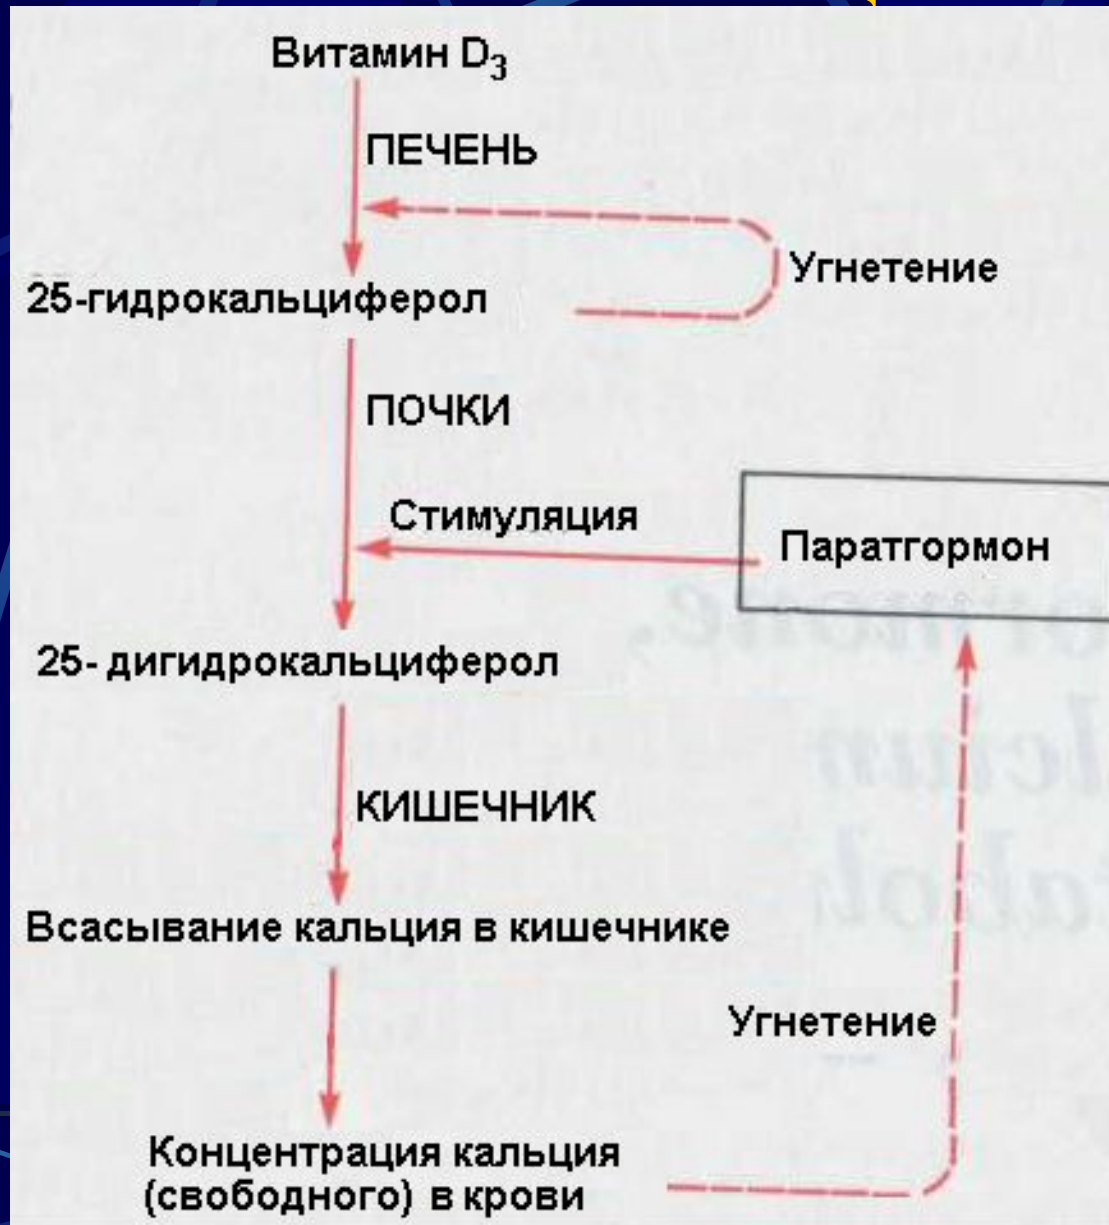 Витамин D₃
ПЕЧЕНЬ
Угнетение
25-гидрокальциферол
ПОЧКИ
Стимуляция
Паратгормон
25- дигидрокальциферол
КИШЕЧНИК
Всасывание кальция в кишечнике
Угнетение
Концентрация кальция
(свободного) в крови